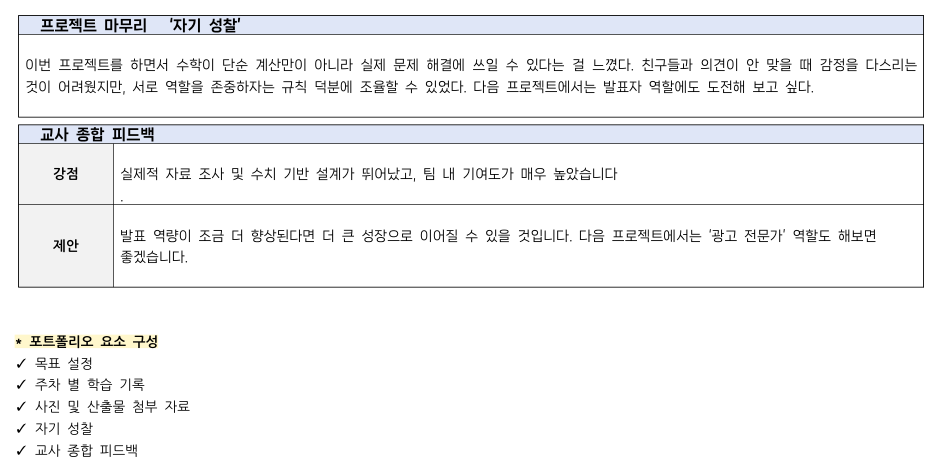 프로젝트 마무리 '자기 성찰'
이번 프로젝트를 하면서 수학이 단순 계산만이 아니라 실제 문제 해결에 쓰일 수 있다는 걸 느꼈다. 친구들과 의견이 안 맞을 때 감정을 다스리는
것이 어려웠지만, 서로 역할을 존중하자는 규칙 덕분에 조율할 수 있었다. 다음 프로젝트에서는 발표자 역할에도 도전해 보고 싶다.
교사 종합 피드백
강점
실제적 자료 조사 및 수치 기반 설계가 뛰어났고, 팀 내 기여도가 매우 높았습니다
.
제안
발표 역량이 조금 더 향상된다면 더 큰 성장으로 이어질 수 있을 것입니다. 다음 프로젝트에서는 '광고 전문가' 역할도 해보면
좋겠습니다.
* 포트폴리오 요소 구성
✓ 목표 설정
✓ 주차 별 학습 기록
✓ 사진 및 산출물 첨부 자료
✓ 자기 성찰
✓ 교사 종합 피드백